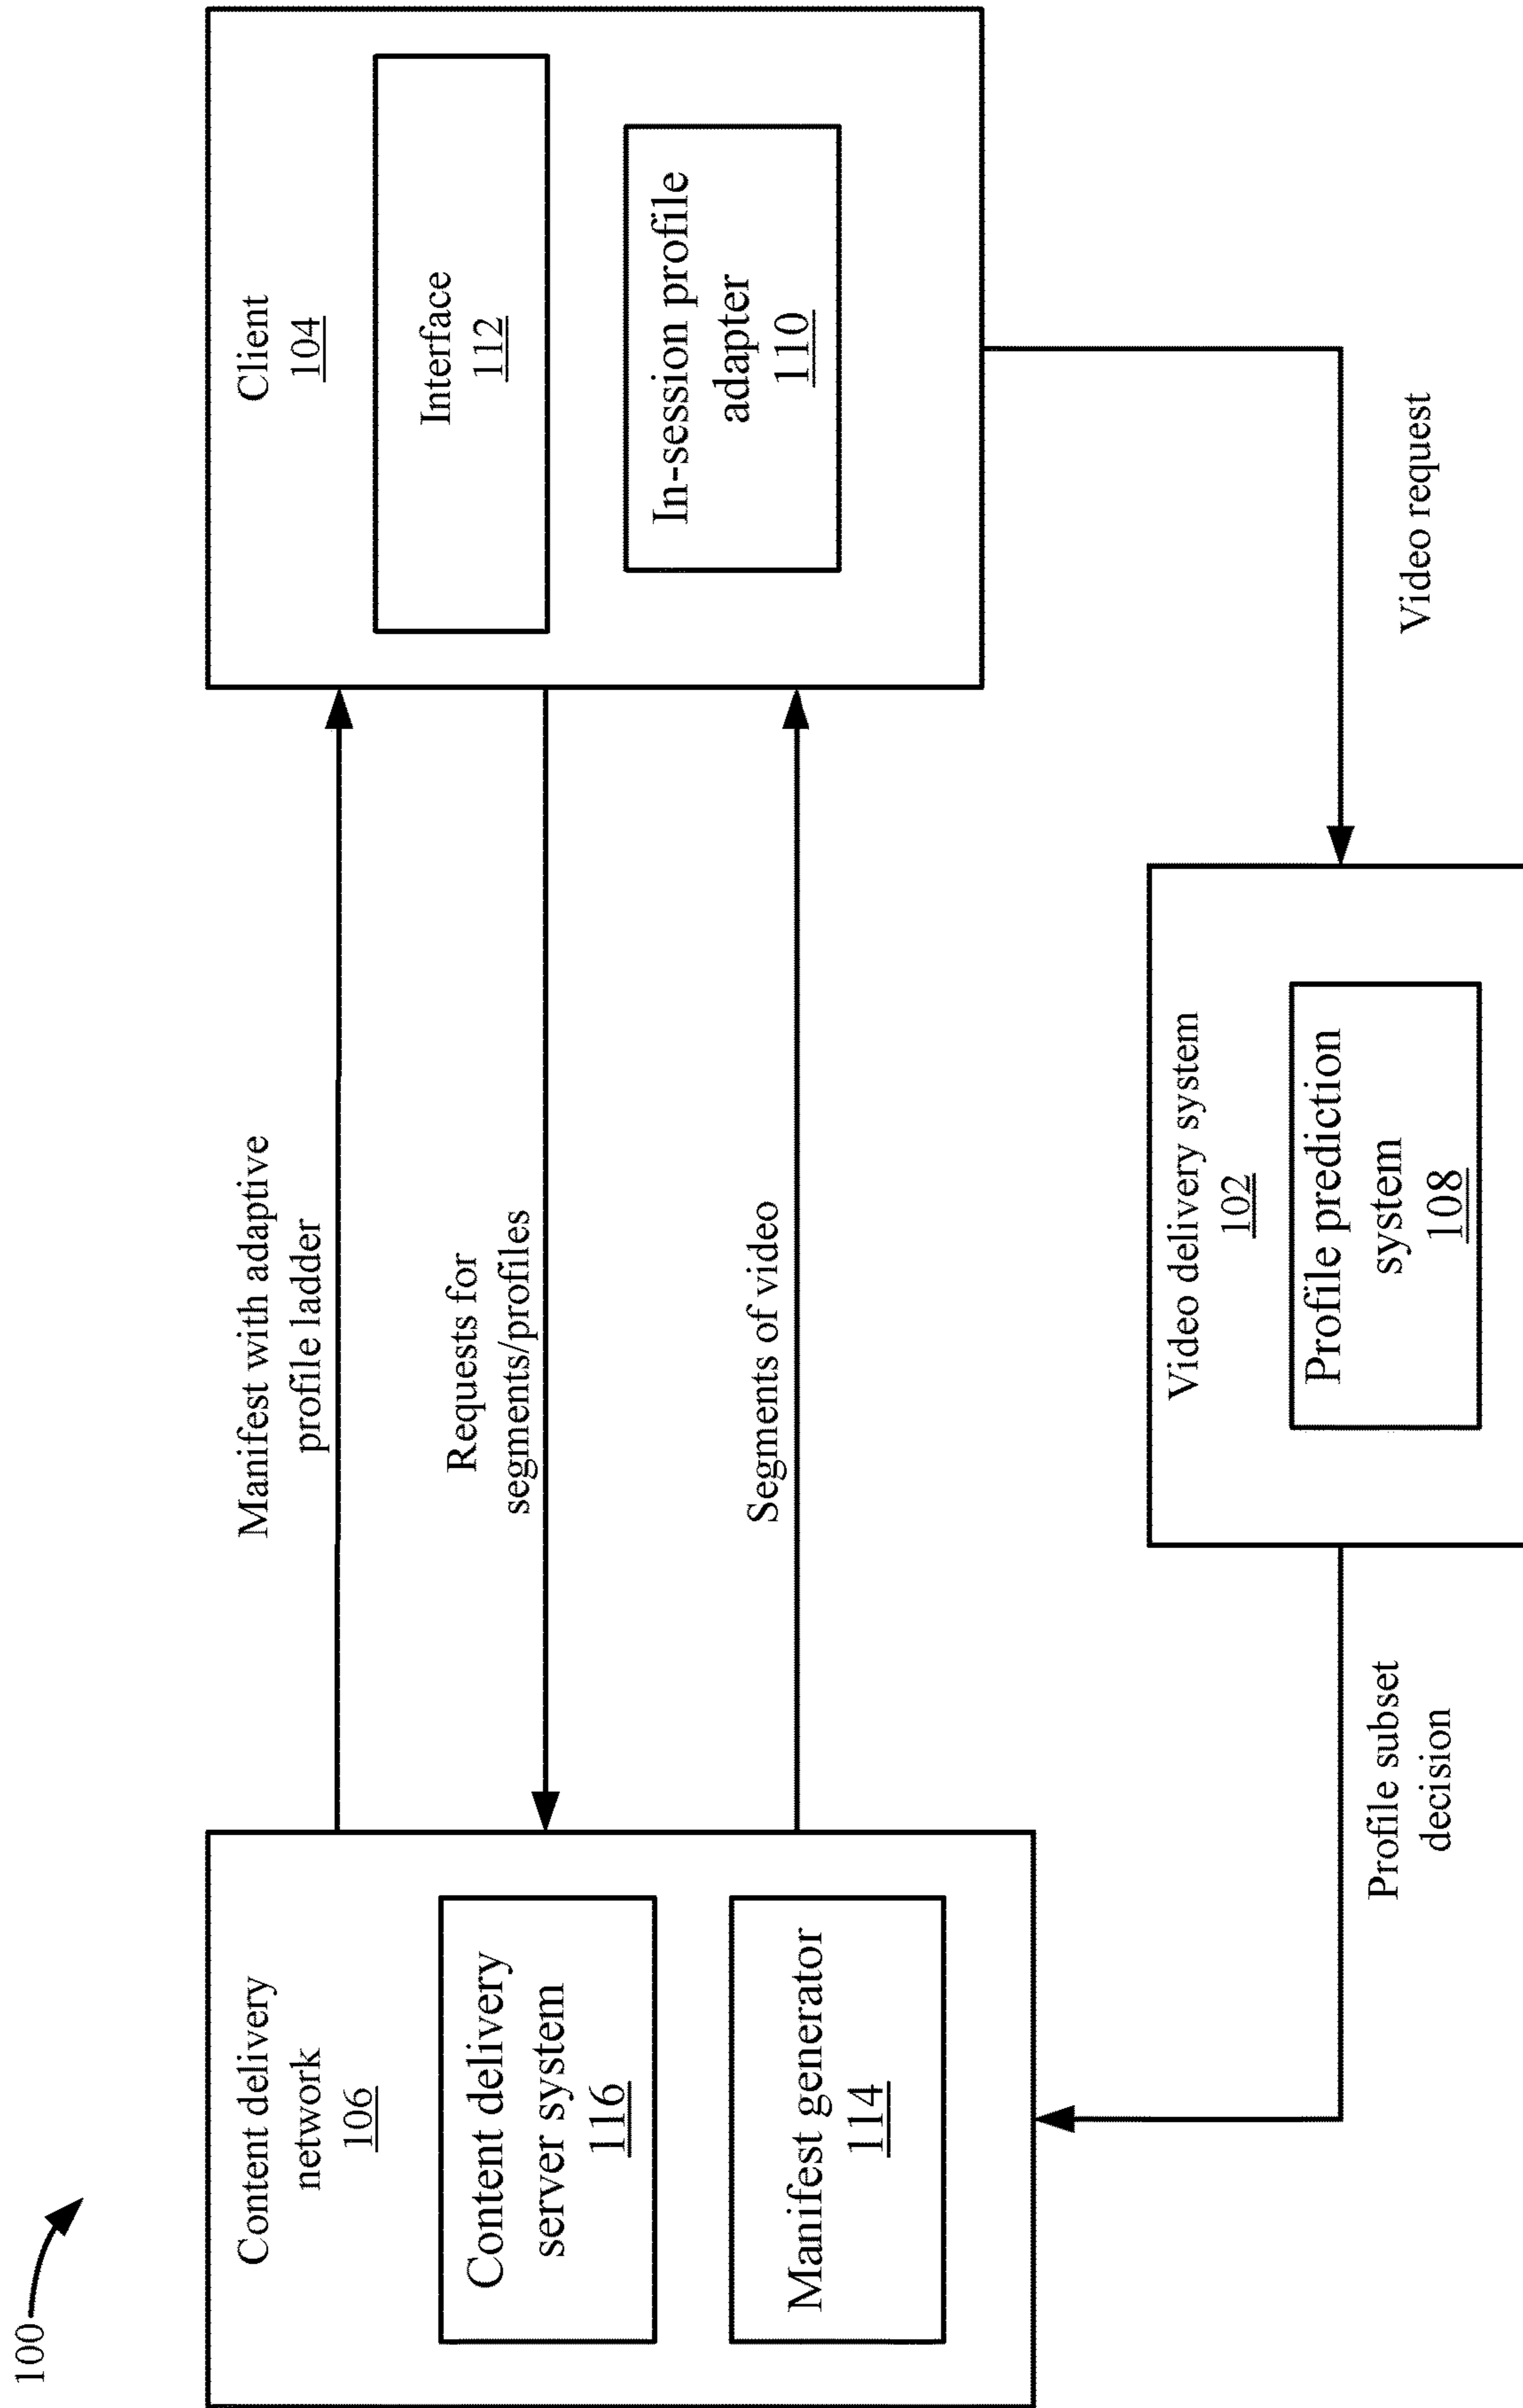 100
Content delivery
network
106
Content delivery
server system
116
Manifest generator
114
Manifest with adaptive
profile ladder
Requests for
segments/profiles
Segments of video
Client
104
Interface
112
In-session profile
adapter
110
Profile subset
decision
Video delivery system
102
Profile prediction
system
108
Video request